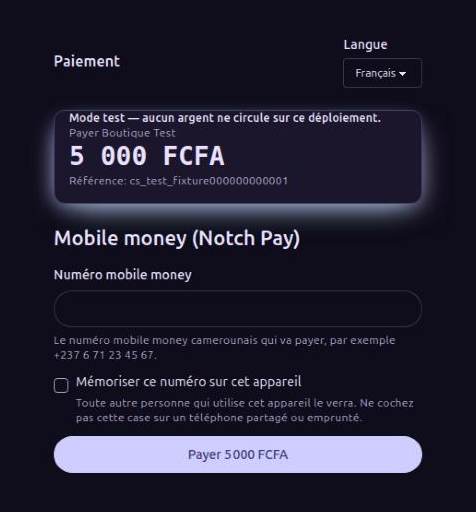 Langue
Paiement
Français
Mode test — aucun argent ne circule sur ce déploiement.
Payer Boutique Test
5 000 FCFA
Référence: cs_test_fixture000000000001
Mobile money (Notch Pay)
Numéro mobile money
Le numéro mobile money camerounais qui va payer, par exemple
+237 6 71 23 45 67.
Mémoriser ce numéro sur cet appareil
Toute autre personne qui utilise cet appareil le verra. Ne cochez
pas cette case sur un téléphone partagé ou emprunté.
Payer 5 000 FCFA